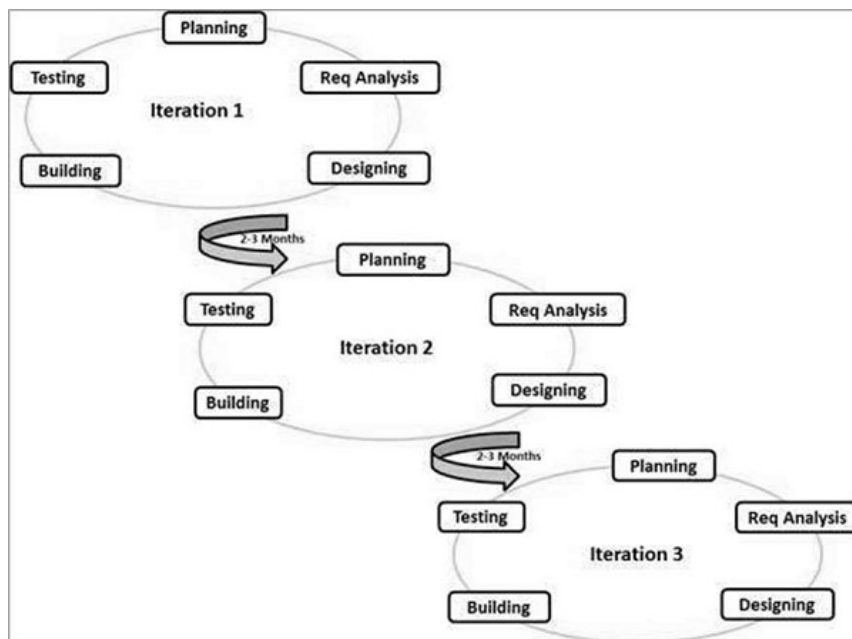 Planning
Testing
Req Analysis
Iteration 1
Building
Designing
2-3 Months
Planning
Testing
Req Analysis
Iteration 2
Building
Designing
2-3 Months
Planning
Testing
Req Analysis
Iteration 3
Building
Designing